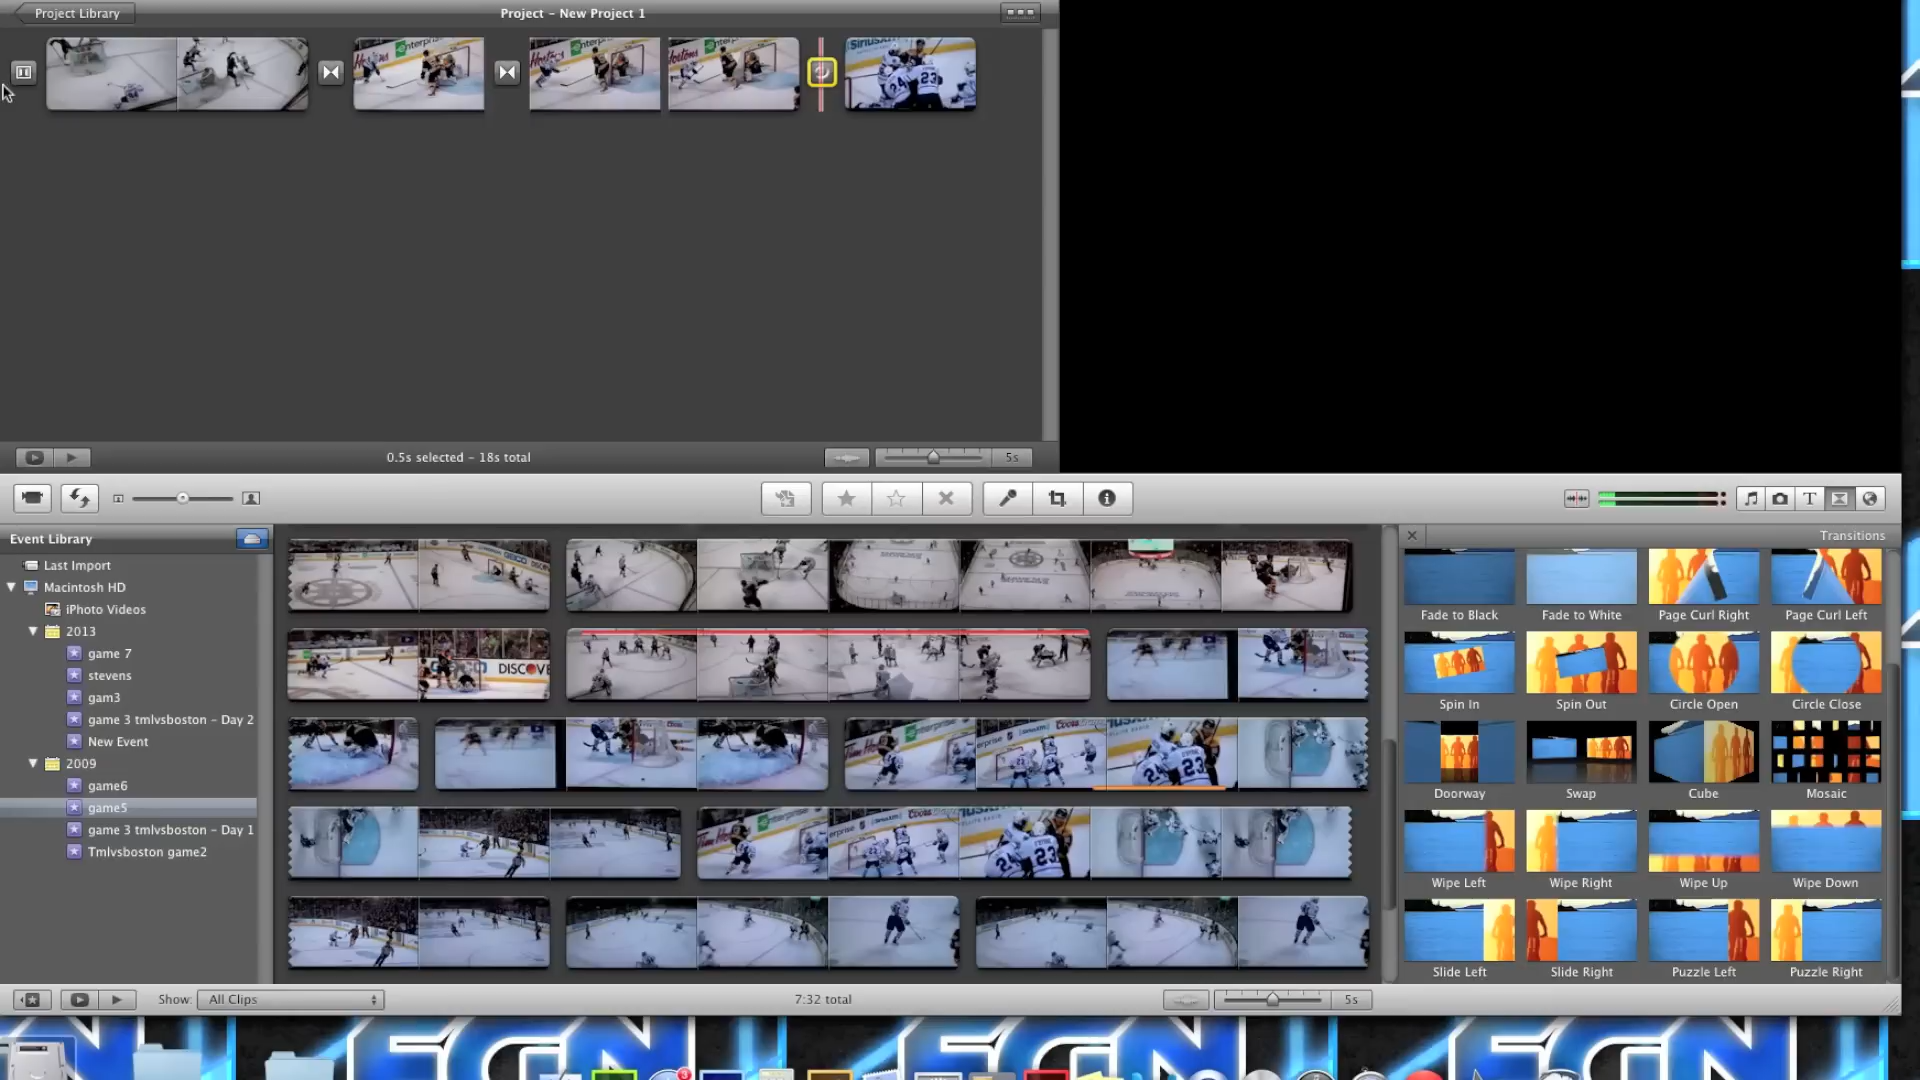 Project Library
Project - New Project 1
0.5s selected - 18s total
5s
Event Library
Last Import
Macintosh HD
iPhoto Videos
2013
game 7
stevens
gam3
game 3 tmlvsboston - Day 2
New Event
2009
game6
game5
game 3 tmlvsboston - Day 1
Tmlvsboston game2
Transitions
Fade to Black
Fade to White
Page Curl Right
Page Curl Left
Spin In
Spin Out
Circle Open
Circle Close
Doorway
Swap
Cube
Mosaic
Wipe Left
Wipe Right
Wipe Up
Wipe Down
Slide Left
Slide Right
Puzzle Left
Puzzle Right
Show: All Clips
7:32 total
5s